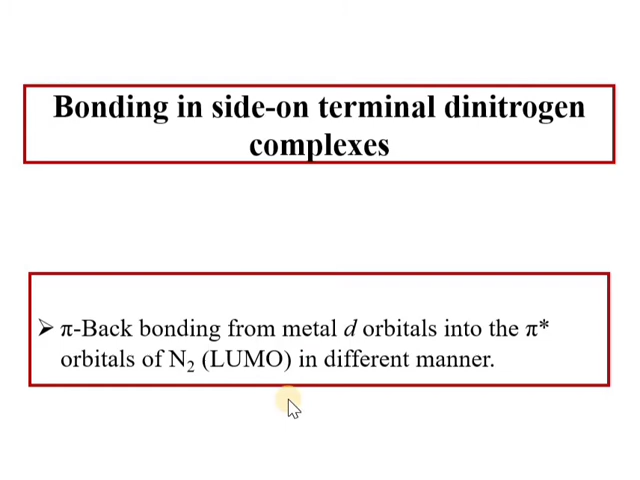 Bonding in side-on terminal dinitrogen
complexes
➢ π-Back bonding from metal d orbitals into the π*
orbitals of N₂ (LUMO) in different manner.